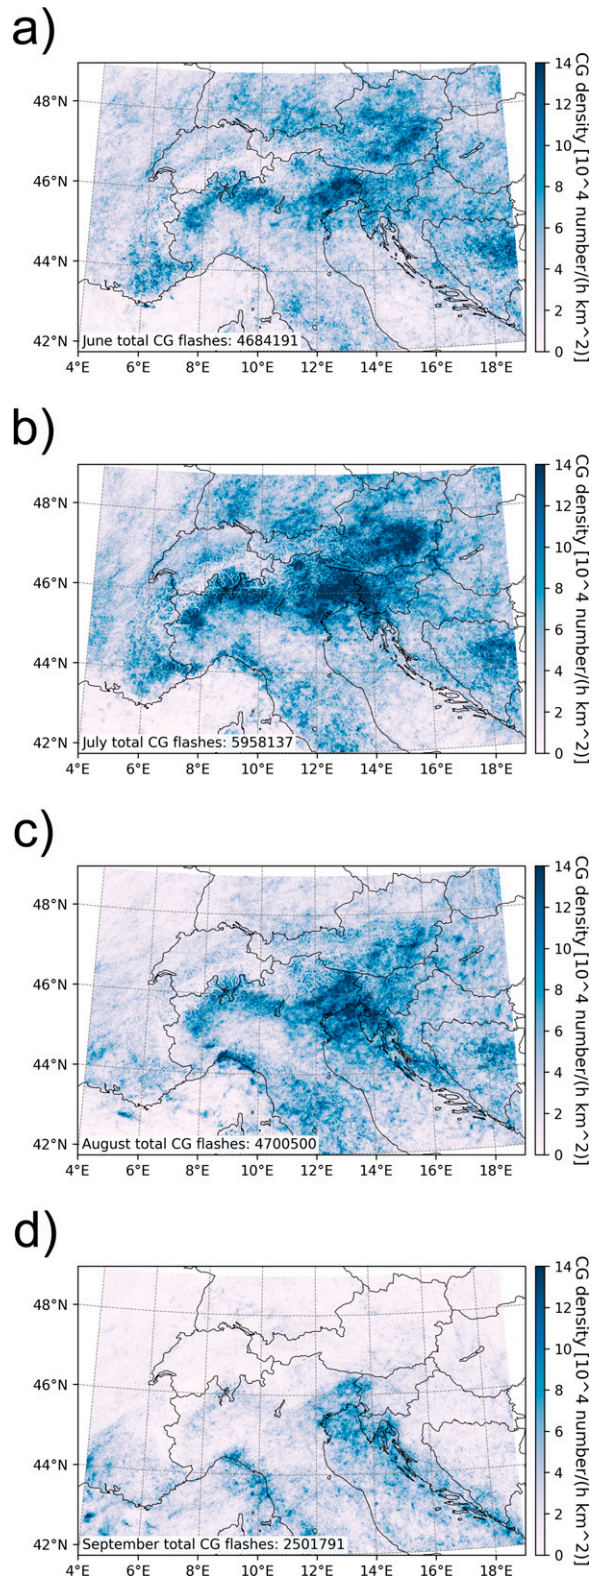 a)
48°N
46°N
44°N
42°N
June total CG flashes: 4684191
4°E 6°E 8°E 10°E 12°E 14°E 16°E 18°E
14
12
10
8
6
4
2
0
CG density [10^4 number/(h km^2)]
b)
48°N
46°N
44°N
42°N
July total CG flashes: 5958137
4°E 6°E 8°E 10°E 12°E 14°E 16°E 18°E
14
12
10
8
6
4
2
0
CG density [10^4 number/(h km^2)]
c)
48°N
46°N
44°N
42°N
August total CG flashes: 4700500
4°E 6°E 8°E 10°E 12°E 14°E 16°E 18°E
14
12
10
8
6
4
2
0
CG density [10^4 number/(h km^2)]
d)
48°N
46°N
44°N
42°N
September total CG flashes: 2501791
4°E 6°E 8°E 10°E 12°E 14°E 16°E 18°E
14
12
10
8
6
4
2
0
CG density [10^4 number/(h km^2)]